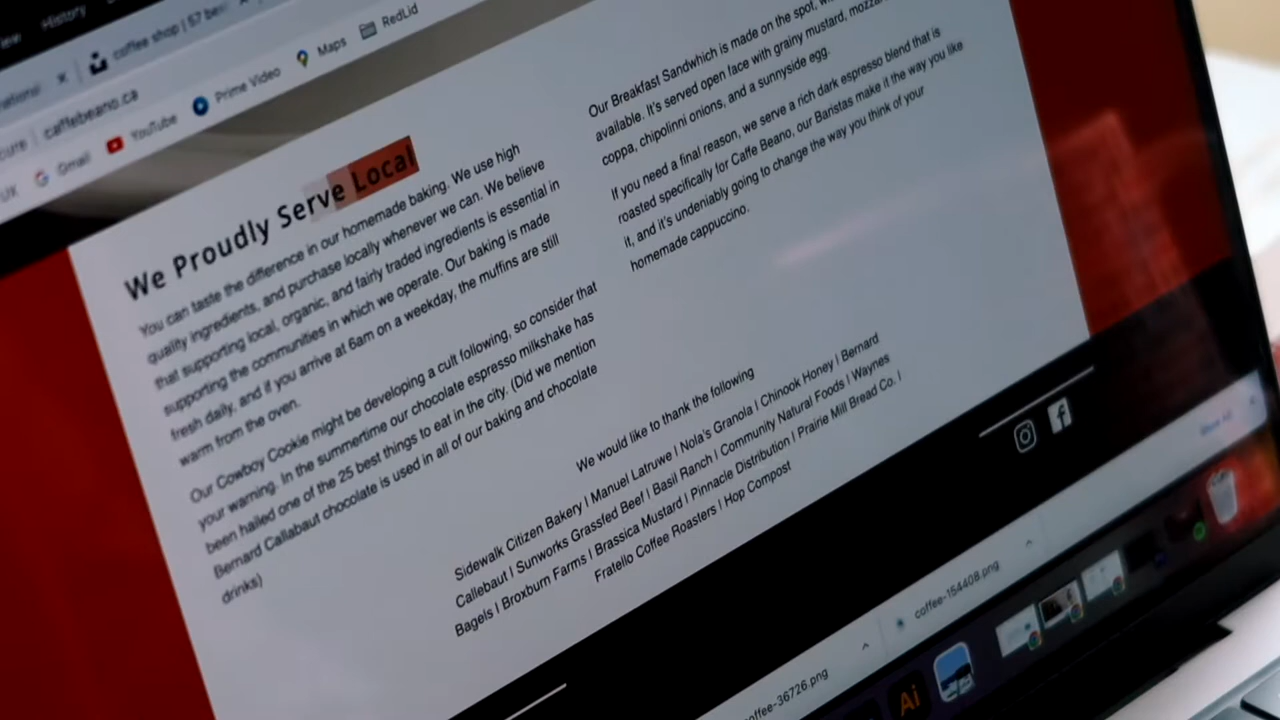 History
coffee shop | 57 be
caffebeano.ca
Gmail
YouTube
Prime Video
Maps
RedLid
We Proudly Serve Local
You can taste the difference in our homemade baking. We use high
quality ingredients, and purchase locally whenever we can. We believe
that supporting local, organic, and fairly traded ingredients is essential in
supporting the communities in which we operate. Our baking is made
fresh daily, and if you arrive at 6am on a weekday, the muffins are still
warm from the oven.
Our Cowboy Cookie might be developing a cult following, so consider that
your warning. In the summertime our chocolate espresso milkshake has
been hailed one of the 25 best things to eat in the city. (Did we mention
Bernard Callabaut chocolate is used in all of our baking and chocolate
drinks)
Our Breakfast Sandwhich is made on the spot,
available. It's served open face with grainy mustard,
coppa, chipolinni onions, and a sunnyside egg.
If you need a final reason, we serve a rich dark espresso blend that is
roasted specifically for Caffe Beano, our Baristas make it the way you like
it, and it's undeniably going to change the way you think of your
homemade cappuccino.
We would like to thank the following
Sidewalk Citizen Bakery | Manuel Latruwe | Nola's Granola | Chinook Honey | Bernard
Callebaut | Sunworks Grassfed Beef | Basil Ranch | Community Natural Foods | Waynes
Bagels | Broxburn Farms | Brassica Mustard | Pinnacle Distribution | Prairie Mill Bread Co. |
Fratello Coffee Roasters | Hop Compost
coffee-36726.png
coffee-154408.png
Show All
Ai